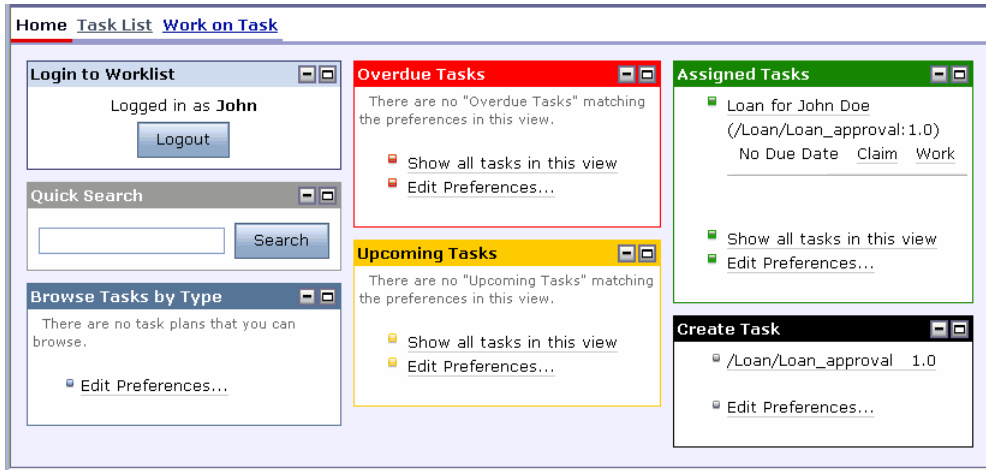 Home Task List Work on Task
Login to Worklist
Logged in as John
Logout
Quick Search
Search
Browse Tasks by Type
There are no task plans that you can
browse.
Edit Preferences...
Overdue Tasks
There are no "Overdue Tasks" matching
the preferences in this view.
Show all tasks in this view
Edit Preferences...
Upcoming Tasks
There are no "Upcoming Tasks" matching
the preferences in this view.
Show all tasks in this view
Edit Preferences...
Assigned Tasks
Loan for John Doe
(/Loan/Loan_approval:1.0)
No Due Date Claim Work
Show all tasks in this view
Edit Preferences...
Create Task
/Loan/Loan_approval 1.0
Edit Preferences...